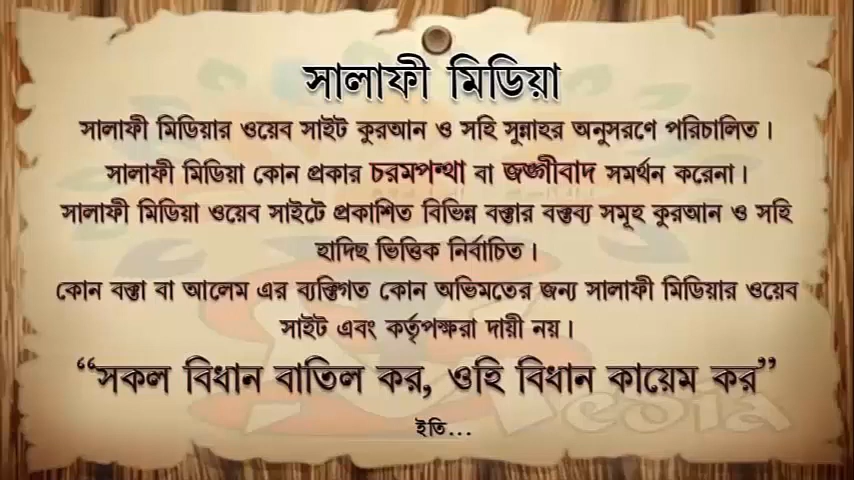 সালাফী মিডিয়া
সালাফী মিডিয়ার ওয়েব সাইট কুরআন ও সহি সুন্নাহর অনুসরণে পরিচালিত।
সালাফী মিডিয়া কোন প্রকার চরমপন্থা বা জঙ্গীবাদ সমর্থন করেনা।
সালাফী মিডিয়া ওয়েব সাইটে প্রকাশিত বিভিন্ন বক্তার বক্তব্য সমূহ কুরআন ও সহি
হাদিছ ভিত্তিক নির্বাচিত।
কোন বক্তা বা আলেম এর ব্যক্তিগত কোন অভিমতের জন্য সালাফী মিডিয়ার ওয়েব
সাইট এবং কর্তৃপক্ষরা দায়ী নয়।
“সকল বিধান বাতিল কর, ওহি বিধান কায়েম কর”
ইতি...